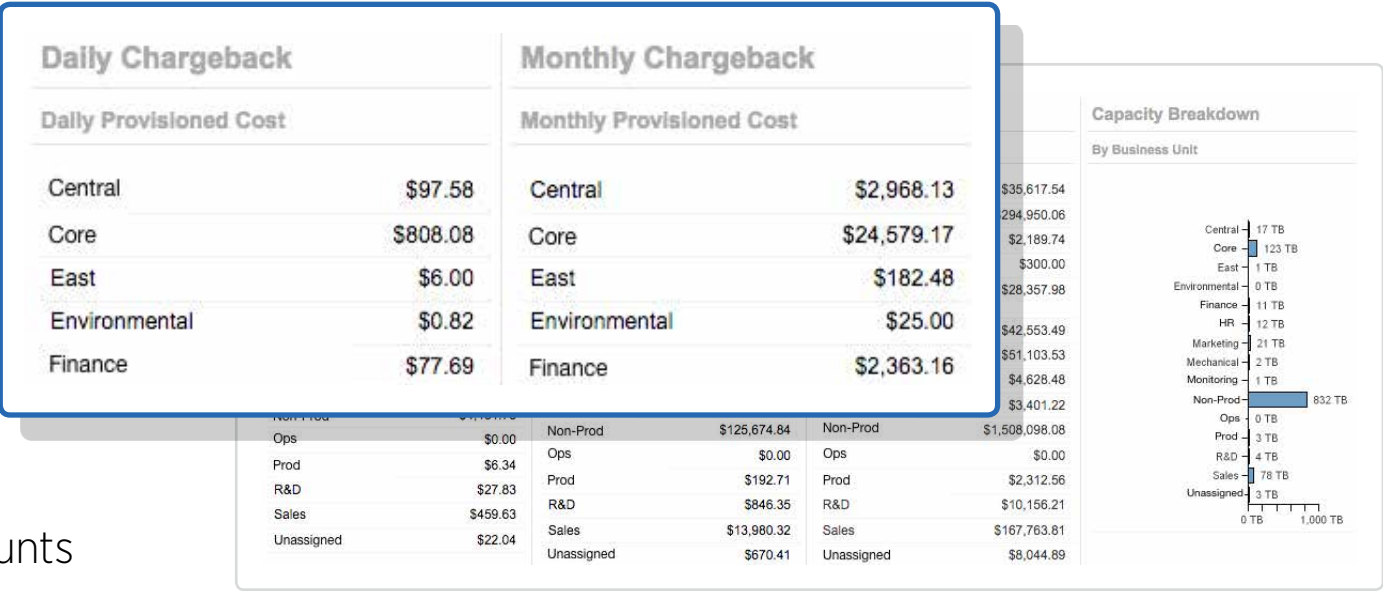 Daily Chargeback
Daily Provisioned Cost
Central $97.58
Core $808.08
East $6.00
Environmental $0.82
Finance $77.69
Monthly Chargeback
Monthly Provisioned Cost
Central $2,968.13
Core $24,579.17
East $182.48
Environmental $25.00
Finance $2,363.16
Ops $0.00
Prod $6.34
R&D $27.83
Sales $459.63
Unassigned $22.04
Non-Prod $125,674.84
Ops $0.00
Prod $192.71
R&D $846.35
Sales $13,980.32
Unassigned $670.41
$35,617.54
294,950.06
$2,189.74
$300.00
$28,357.98
$42,553.49
$51,103.53
$4,628.48
$3,401.22
Non-Prod $1,508,098.08
Ops $0.00
Prod $2,312.56
R&D $10,156.21
Sales $167,763.81
Unassigned $8,044.89
Capacity Breakdown
By Business Unit
Central 17 TB
Core 123 TB
East 1 TB
Environmental 0 TB
Finance 11 TB
HR 12 TB
Marketing 21 TB
Mechanical 2 TB
Monitoring 1 TB
Non-Prod 832 TB
Ops 0 TB
Prod 3 TB
R&D 4 TB
Sales 78 TB
Unassigned 3 TB
0 TB 1,000 TB
unts